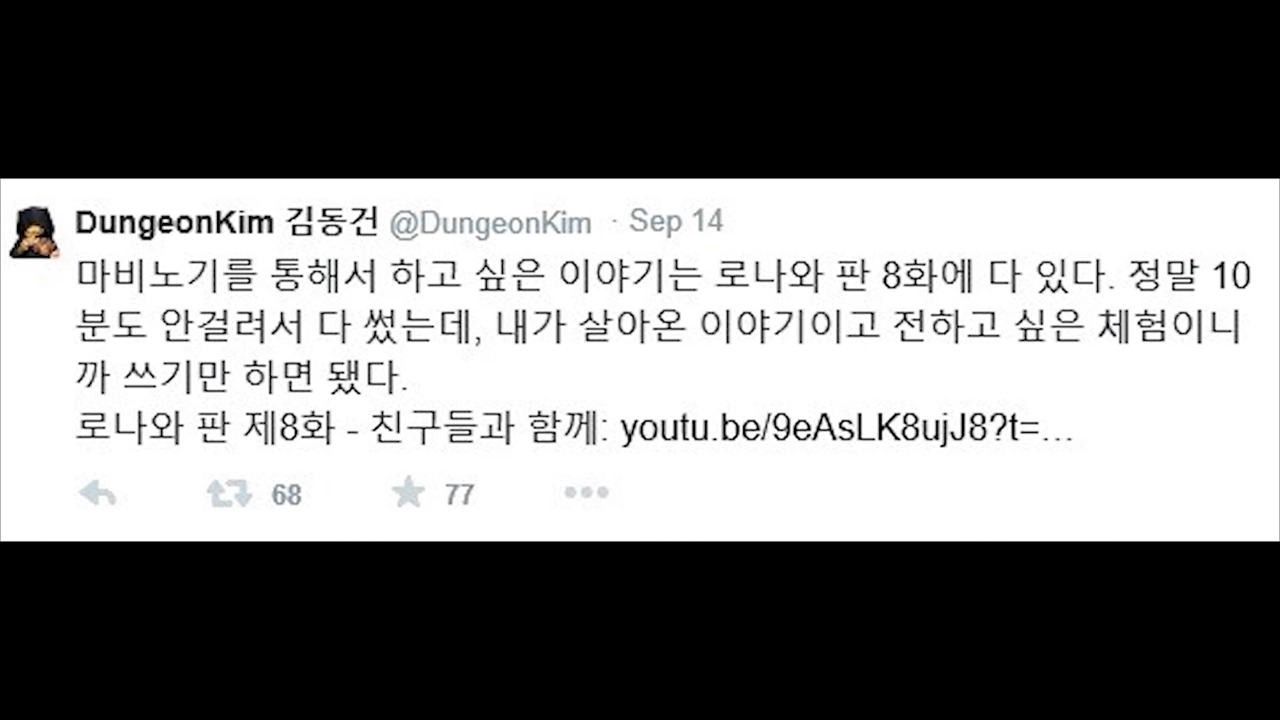 DungeonKim 김동건 @DungeonKim · Sep 14
마비노기를 통해서 하고 싶은 이야기는 로나와 판 8화에 다 있다. 정말 10
분도 안걸려서 다 썼는데, 내가 살아온 이야기이고 전하고 싶은 체험이니
까 쓰기만 하면 됐다.
로나와 판 제8화 - 친구들과 함께: youtu.be/9eAsLK8ujJ8?t=...
68 77